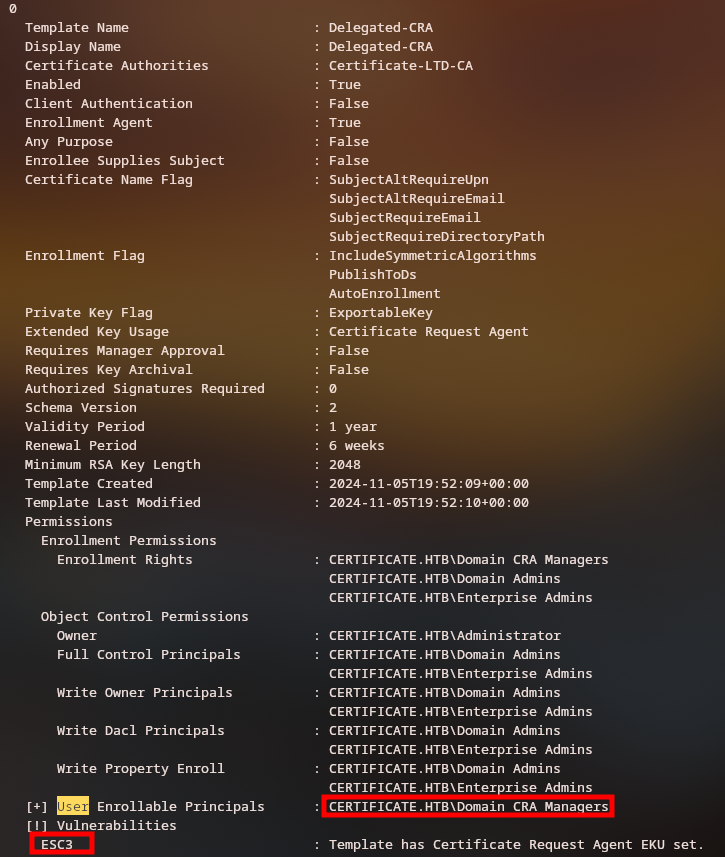 0
Template Name : Delegated-CRA
Display Name : Delegated-CRA
Certificate Authorities : Certificate-LTD-CA
Enabled : True
Client Authentication : False
Enrollment Agent : True
Any Purpose : False
Enrollee Supplies Subject : False
Certificate Name Flag : SubjectAltRequireUpn
SubjectAltRequireEmail
SubjectRequireEmail
SubjectRequireDirectoryPath
Enrollment Flag : IncludeSymmetricAlgorithms
PublishToDs
AutoEnrollment
Private Key Flag : ExportableKey
Extended Key Usage : Certificate Request Agent
Requires Manager Approval : False
Requires Key Archival : False
Authorized Signatures Required : 0
Schema Version : 2
Validity Period : 1 year
Renewal Period : 6 weeks
Minimum RSA Key Length : 2048
Template Created : 2024-11-05T19:52:09+00:00
Template Last Modified : 2024-11-05T19:52:10+00:00
Permissions
Enrollment Permissions
Enrollment Rights : CERTIFICATE.HTB\Domain CRA Managers
CERTIFICATE.HTB\Domain Admins
CERTIFICATE.HTB\Enterprise Admins
Object Control Permissions
Owner : CERTIFICATE.HTB\Administrator
Full Control Principals : CERTIFICATE.HTB\Domain Admins
CERTIFICATE.HTB\Enterprise Admins
Write Owner Principals : CERTIFICATE.HTB\Domain Admins
CERTIFICATE.HTB\Enterprise Admins
Write Dacl Principals : CERTIFICATE.HTB\Domain Admins
CERTIFICATE.HTB\Enterprise Admins
Write Property Enroll : CERTIFICATE.HTB\Domain Admins
CERTIFICATE.HTB\Enterprise Admins
[+] User Enrollable Principals : CERTIFICATE.HTB\Domain CRA Managers
[!] Vulnerabilities
ESC3 : Template has Certificate Request Agent EKU set.